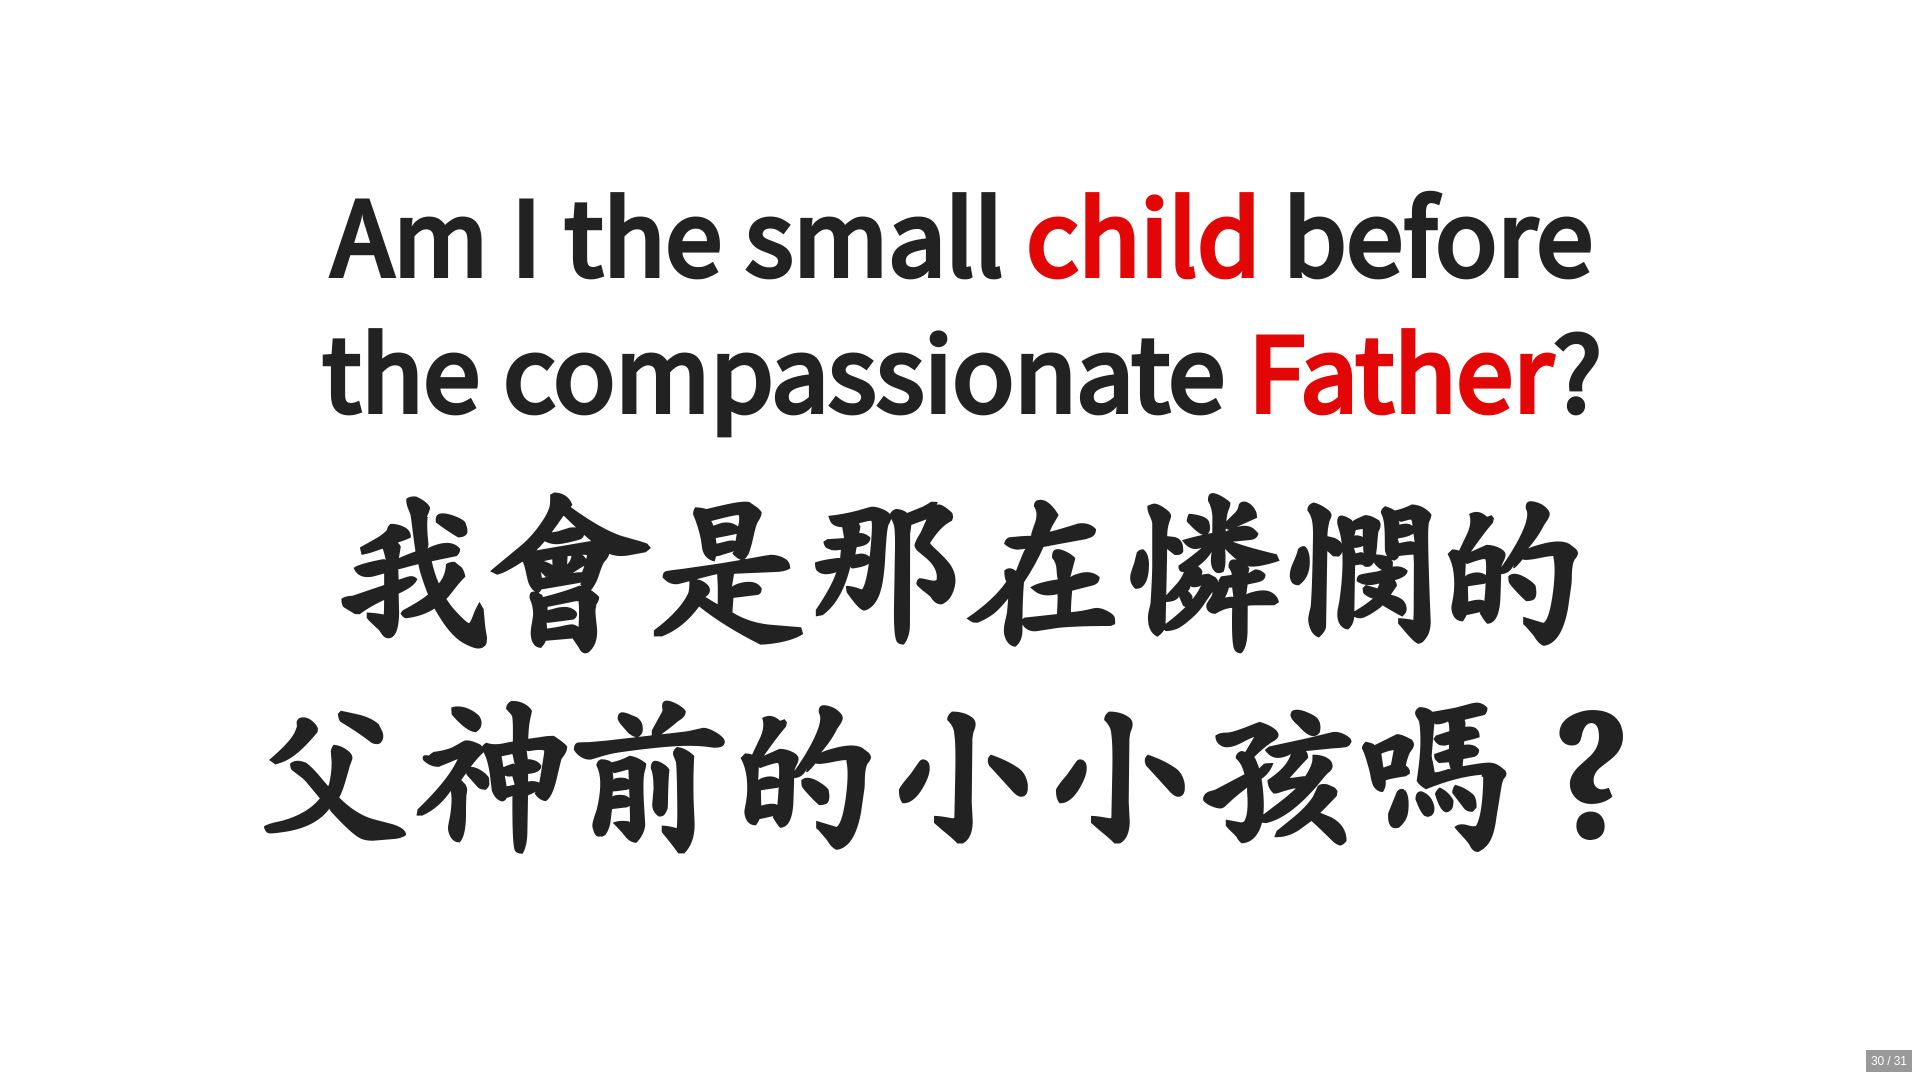 Am I the small child before
the compassionate Father?
我會是那在憐憫的
父神前的小小孩嗎？
30 / 31